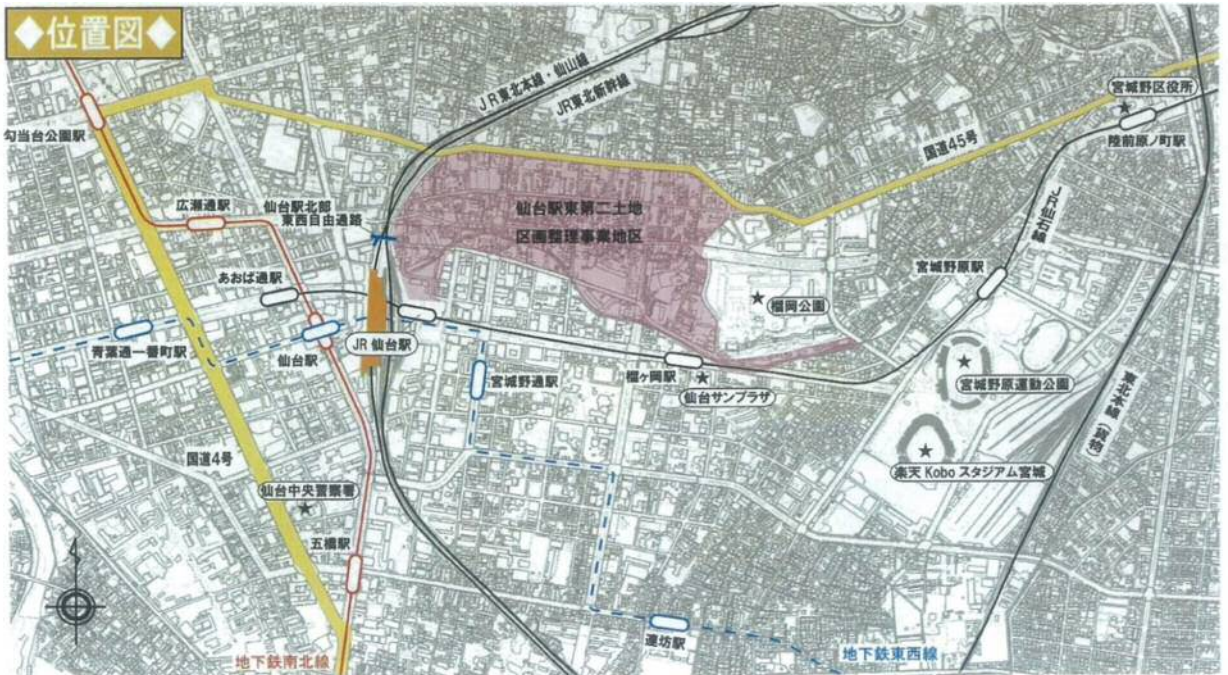 ◆位置図◆
JR東北本線・仙山線
JR東北新幹線
宮城野区役所
陸前原ノ町駅
勾当台公園駅
国道45号
広瀬通駅
仙台駅北部
東西自由通路
仙台駅東第二土地
区画整理事業地区
JR仙石線
宮城野原駅
あおば通駅
榴岡公園
青葉通一番町駅
仙台駅
JR 仙台駅
宮城野通駅
榴ヶ岡駅
仙台サンプラザ
宮城野原運動公園
東北本線(貨物)
国道4号
楽天 Kobo スタジアム宮城
仙台中央警察署
五橋駅
連坊駅
地下鉄南北線
地下鉄東西線